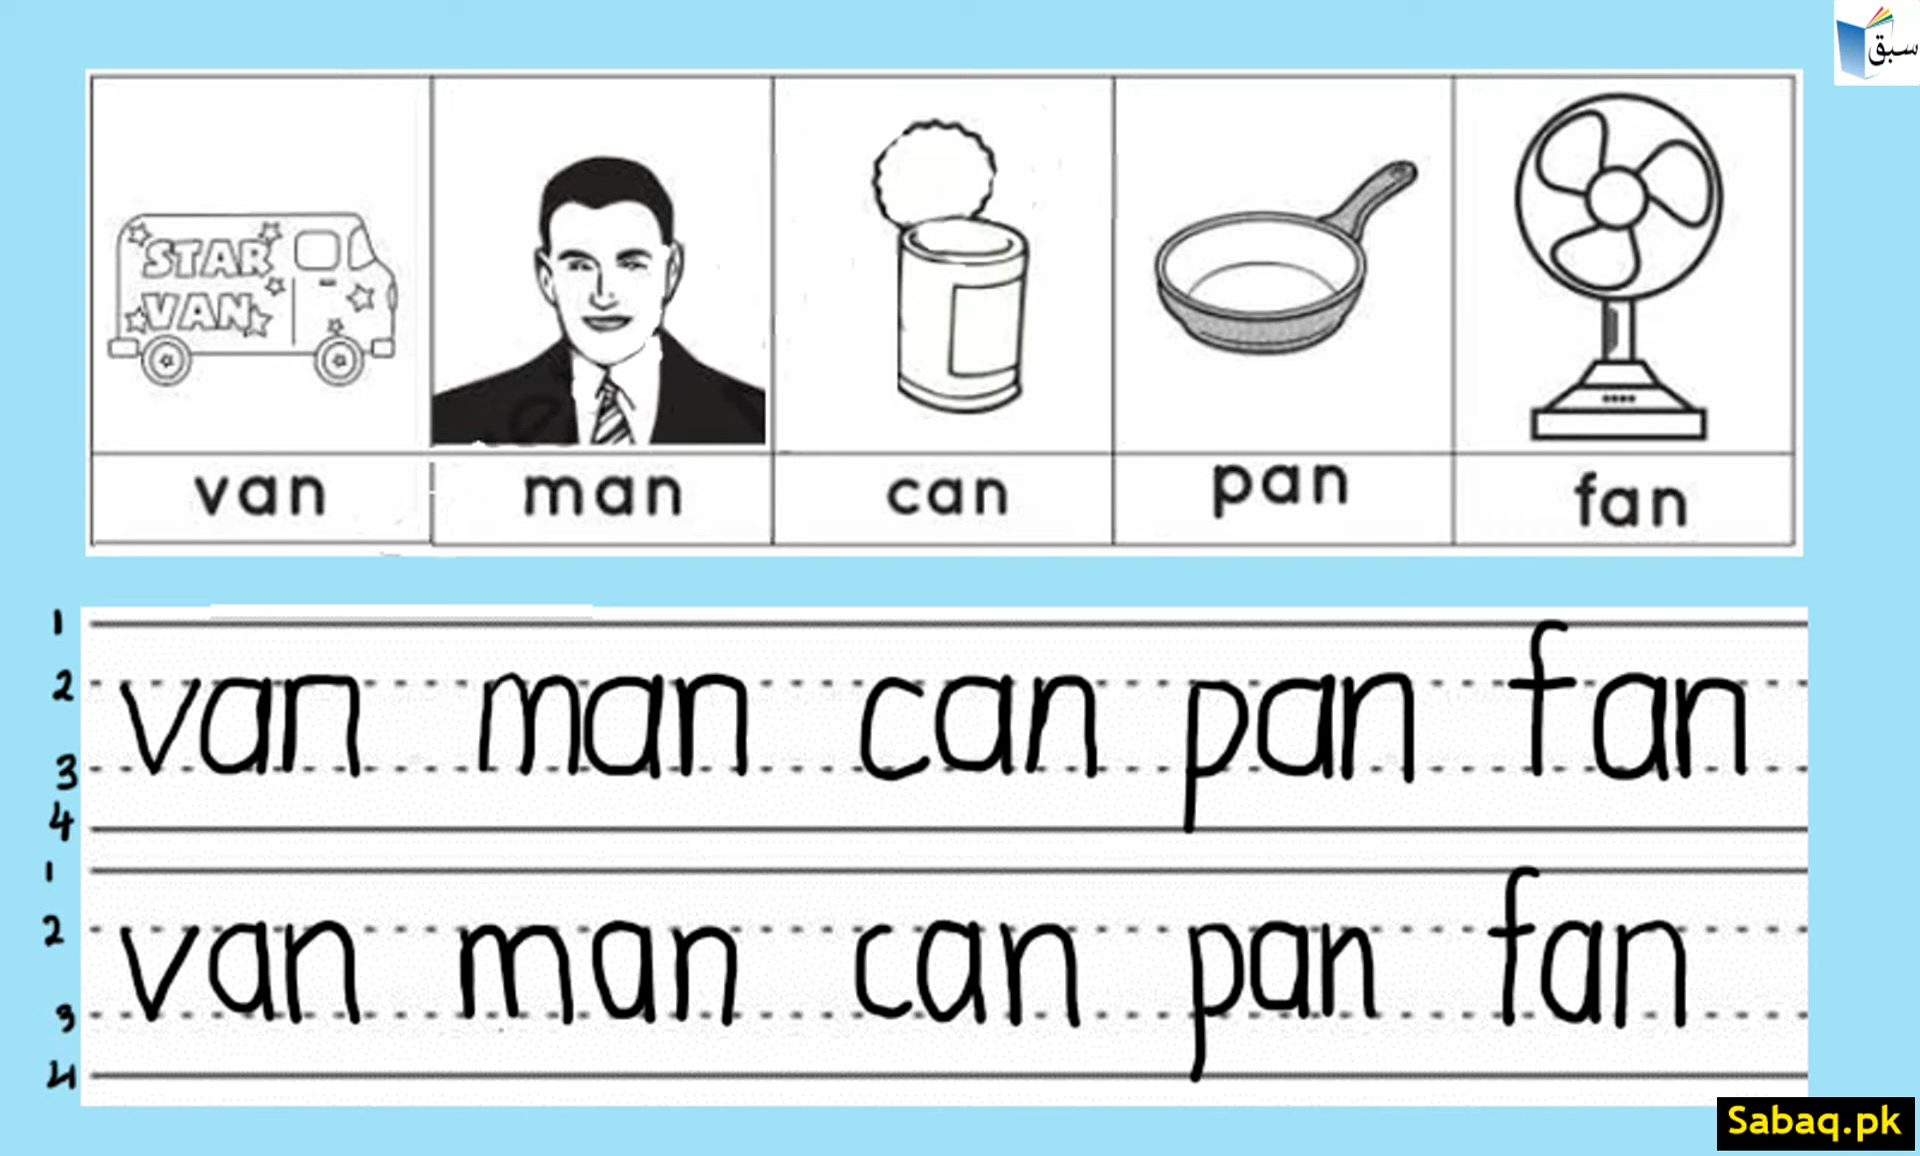 سبق
STAR
VAN
van man can pan fan
1
2 van man can pan fan
3
4
1
2 van man can pan fan
3
4
Sabaq.pk